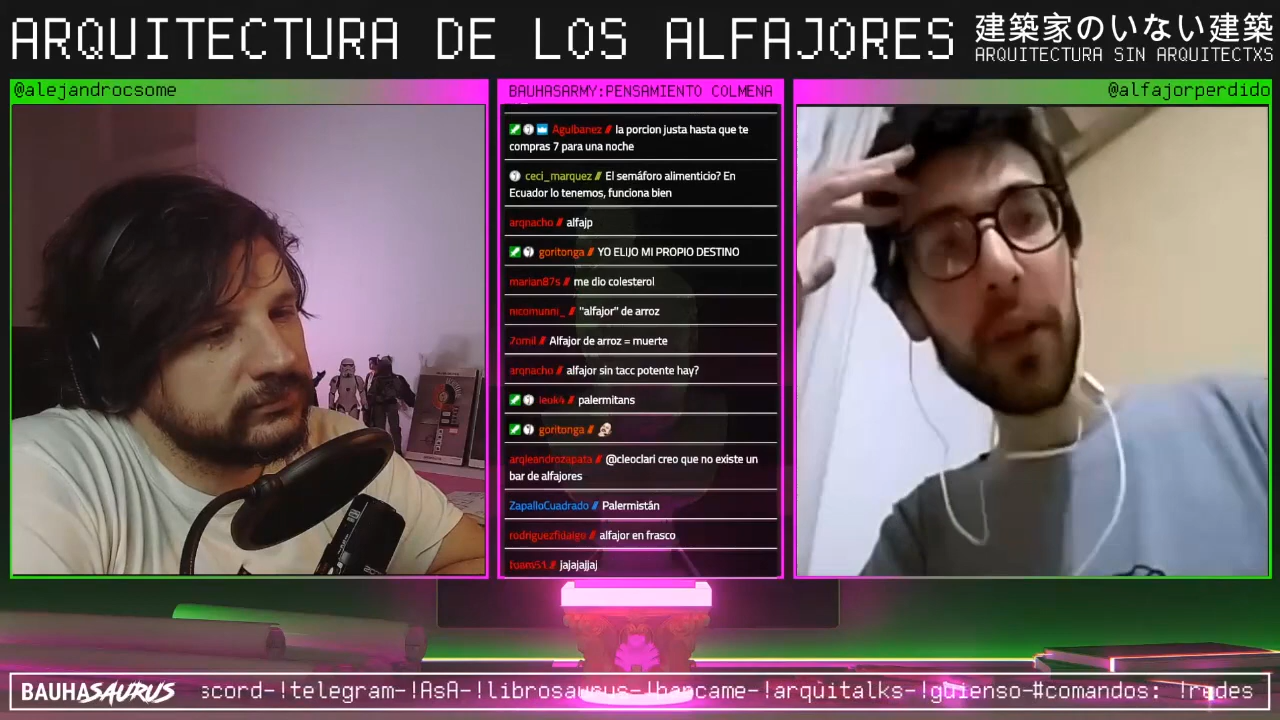 ARQUITECTURA DE LOS ALFAJORES
建築家のいない建築
ARQUITECTURA SIN ARQUITECTXS
@alejandrocsome
BAUHASARMY:PENSAMIENTO COLMENA
@alfajorperdido
Agulbanez // la porcion justa hasta que te
compras 7 para una noche
ceci_marquez // El semáforo alimenticio? En
Ecuador lo tenemos, funciona bien
arqnacho // alfajp
goritonga // YO ELIJO MI PROPIO DESTINO
marian87s // me dio colesterol
nicomunni_ // "alfajor" de arroz
Zomil // Alfajor de arroz = muerte
arqnacho // alfajor sin tacc potente hay?
leuk4 // palermitans
goritonga //
arqleandrozapata // @cleoclari creo que no existe un
bar de alfajores
ZapalloCuadrado // Palermistán
rodriguezfidalgo // alfajor en frasco
// jajajajjaj
BAUHASAURUS
scord-!telegram-!AsA-!librosaurus-!bancame-!arqùitalks-!guienso-#comandos: !redes